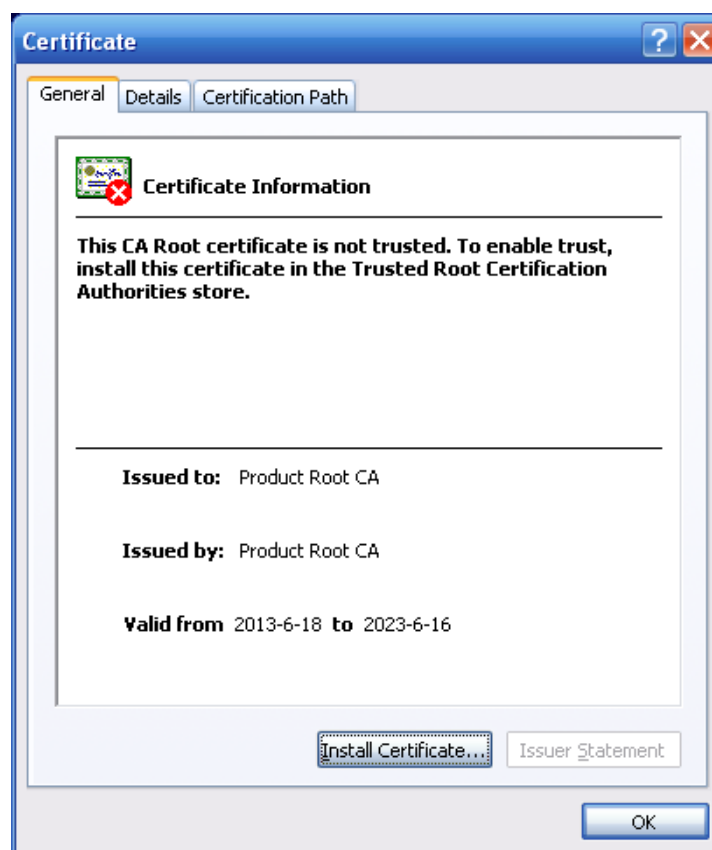 Certificate
General Details Certification Path
Certificate Information
This CA Root certificate is not trusted. To enable trust,
install this certificate in the Trusted Root Certification
Authorities store.
Issued to: Product Root CA
Issued by: Product Root CA
Valid from 2013-6-18 to 2023-6-16
Install Certificate... Issuer Statement
OK